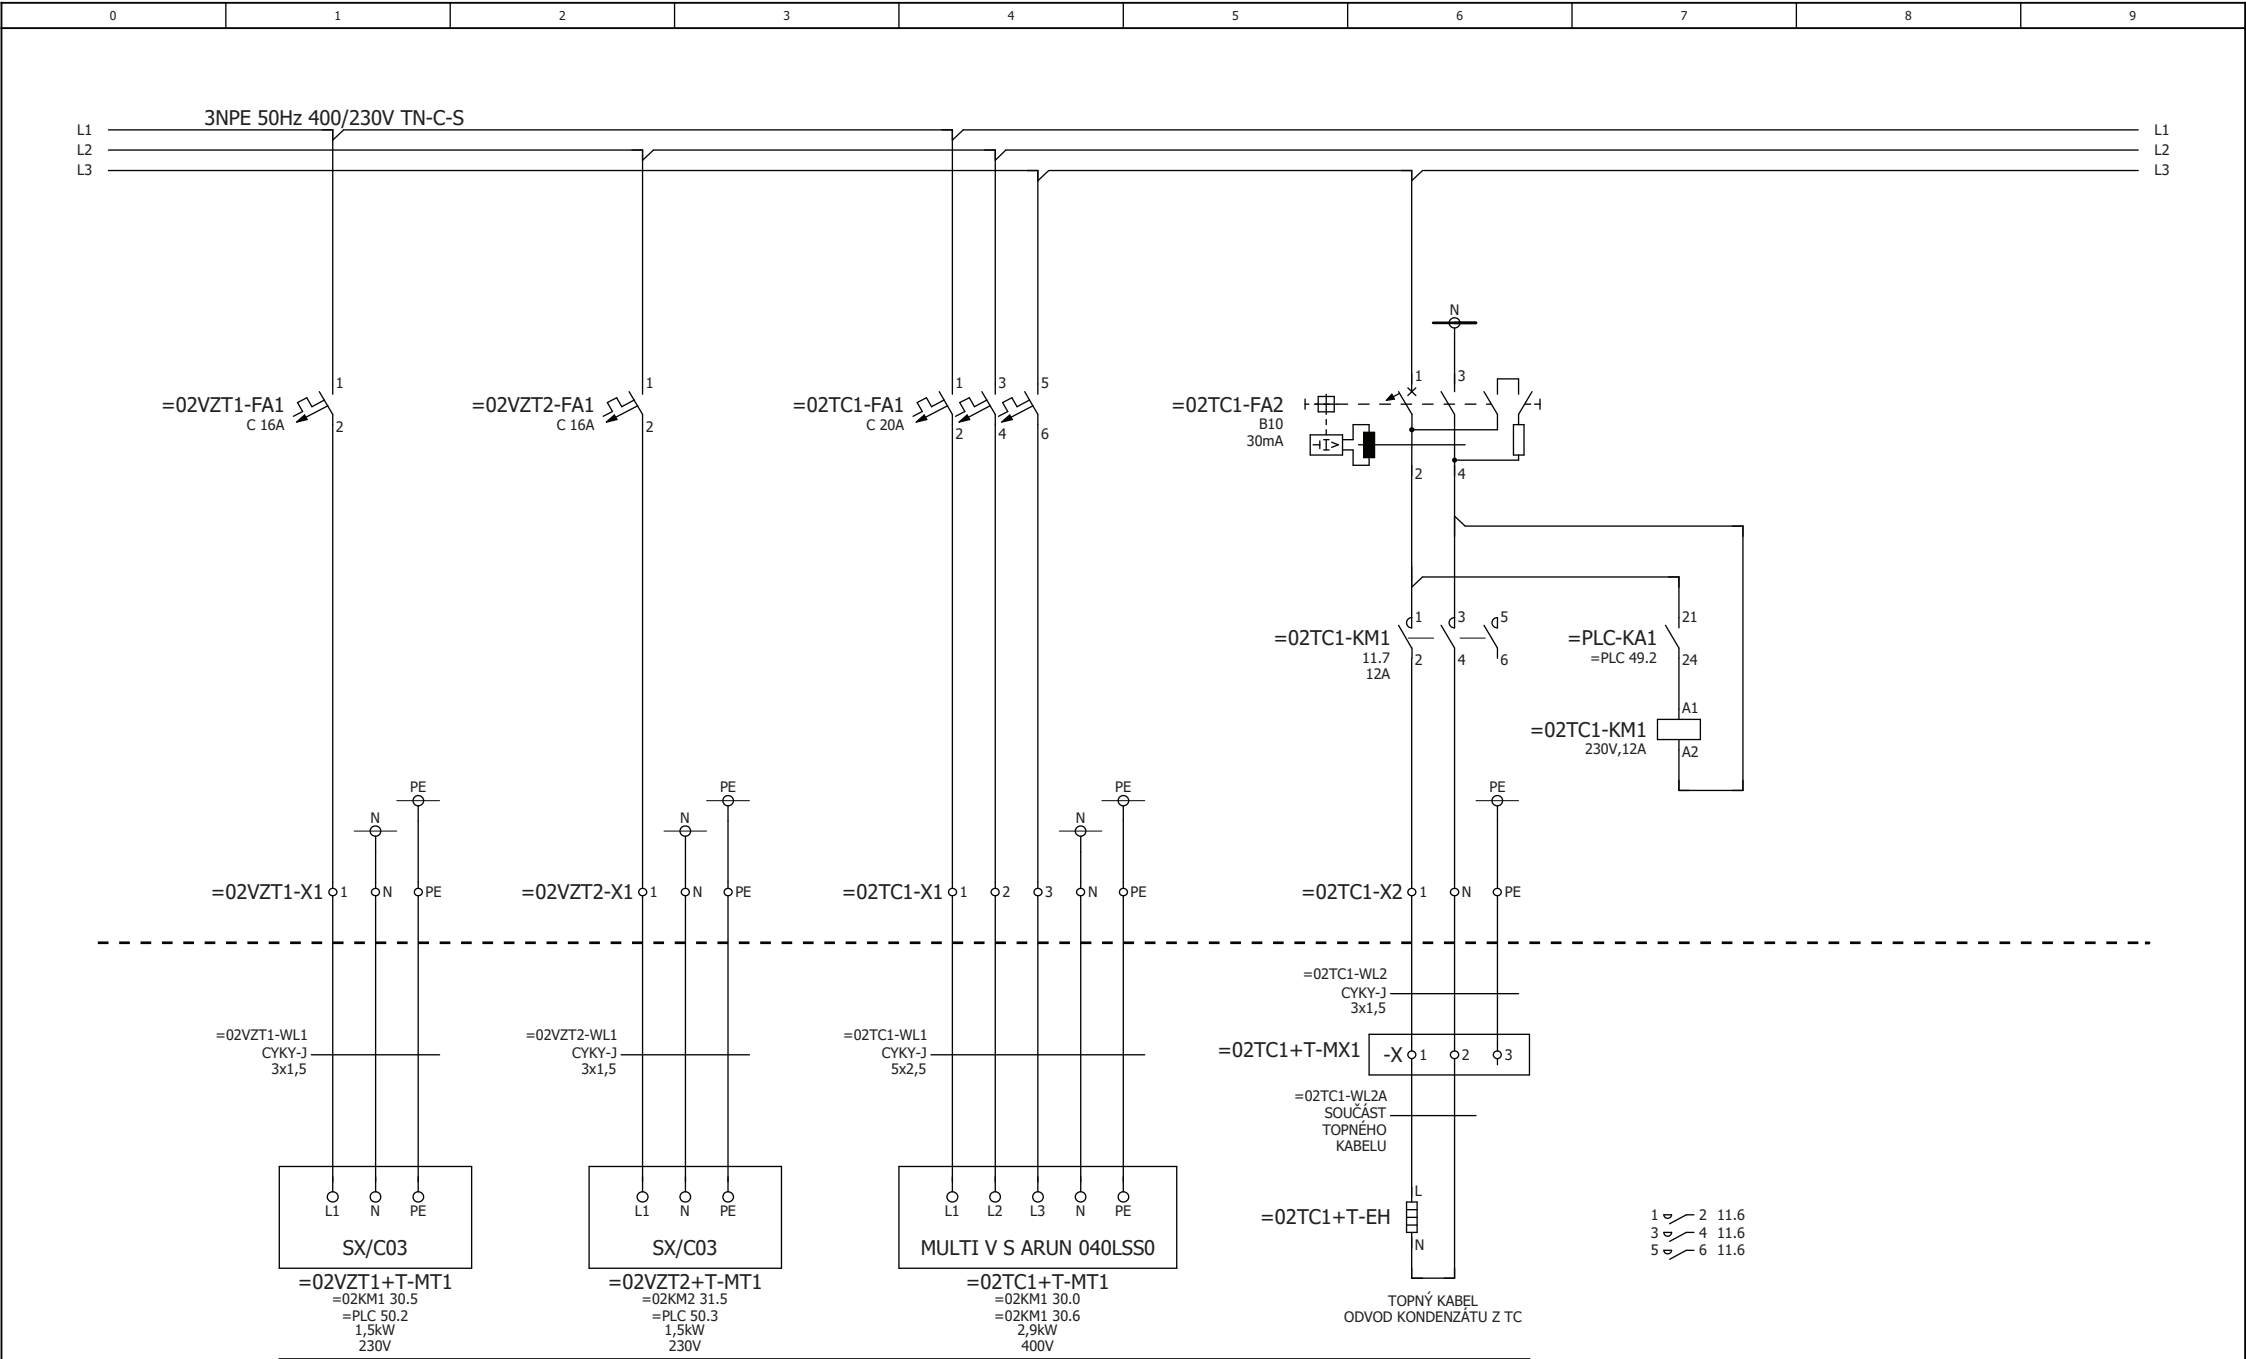 0 1 2 3 4 5 6 7 8 9
3NPE 50Hz 400/230V TN-C-S
L1 L1
L2 L2
L3 L3
N
1 1 1 3 5 1 3
=02VZT1-FA1 =02VZT2-FA1 =02TC1-FA1 =02TC1-FA2
C 16A C 16A C 20A B10
2 2 2 4 6 30mA
I>
2 4
1 3 5 21
=02TC1-KM1 =PLC-KA1
11.7 =PLC 49.2
12A
2 4 6 24
A1
=02TC1-KM1
230V,12A
A2
PE PE PE PE
N N N
=02VZT1-X1 1 N PE =02VZT2-X1 1 N PE =02TC1-X1 1 2 3 N PE =02TC1-X2 1 N PE
=02TC1-WL2
CYKY-J
3x1,5
=02VZT1-WL1 =02VZT2-WL1 =02TC1-WL1
CYKY-J CYKY-J CYKY-J
3x1,5 3x1,5 5x2,5
=02TC1+T-MX1 -X 1 2 3
=02TC1-WL2A
SOUČÁST
TOPNÉHO
KABELU
L
=02TC1+T-EH
N
L1 N PE L1 N PE L1 L2 L3 N PE
SX/C03 SX/C03 MULTI V S ARUN 040LSS0
=02VZT1+T-MT1 =02VZT2+T-MT1 =02TC1+T-MT1
=02KM1 30.5 =02KM2 31.5 =02KM1 30.0
=PLC 50.2 =PLC 50.3 =02KM1 30.6
1,5kW 1,5kW 2,9kW
230V 230V 400V
TOPNÝ KABEL
ODVOD KONDENZÁTU Z TC
1 2 11.6
3 4 11.6
5 6 11.6